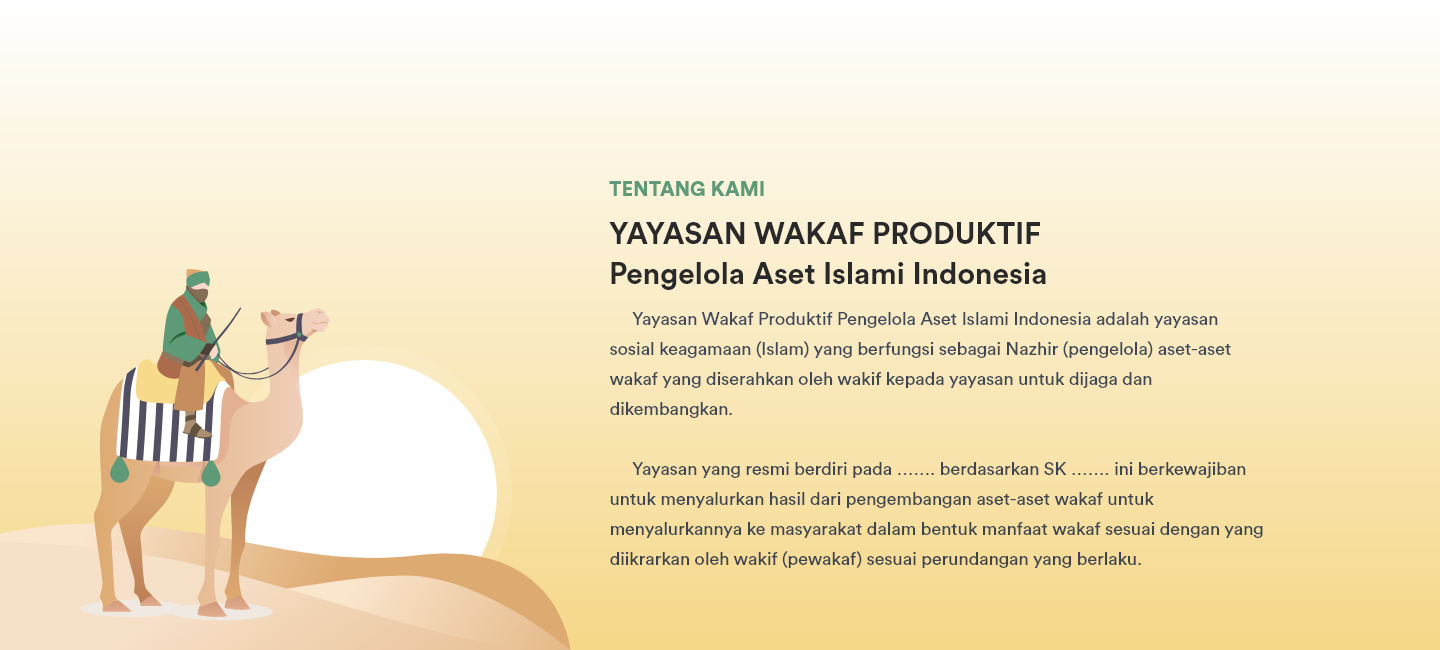 TENTANG KAMI
YAYASAN WAKAF PRODUKTIF
Pengelola Aset Islami Indonesia
Yayasan Wakaf Produktif Pengelola Aset Islami Indonesia adalah yayasan
sosial keagamaan (Islam) yang berfungsi sebagai Nazhir (pengelola) aset-aset
wakaf yang diserahkan oleh wakif kepada yayasan untuk dijaga dan
dikembangkan.
Yayasan yang resmi berdiri pada ....... berdasarkan SK ....... ini berkewajiban
untuk menyalurkan hasil dari pengembangan aset-aset wakaf untuk
menyalurkannya ke masyarakat dalam bentuk manfaat wakaf sesuai dengan yang
diikrarkan oleh wakif (pewakaf) sesuai perundangan yang berlaku.